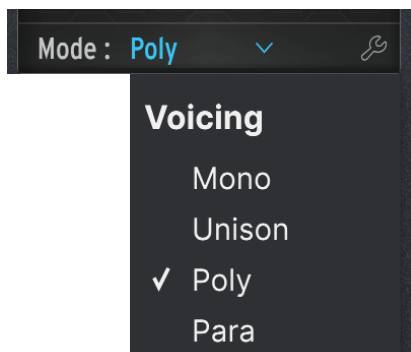 Mode : Poly
Voicing
Mono
Unison
✓ Poly
Para